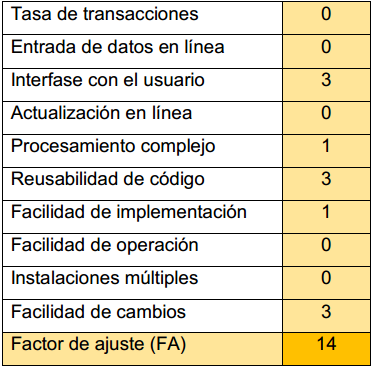 Tasa de transacciones 0
Entrada de datos en línea 0
Interfase con el usuario 3
Actualización en línea 0
Procesamiento complejo 1
Reusabilidad de código 3
Facilidad de implementación 1
Facilidad de operación 0
Instalaciones múltiples 0
Facilidad de cambios 3
Factor de ajuste (FA) 14